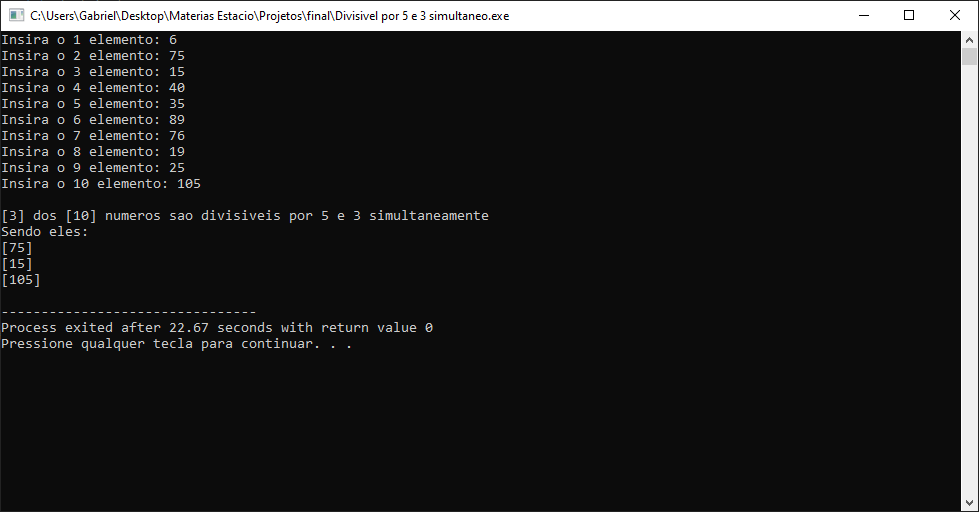 C:\Users\Gabriel\Desktop\Materias Estacio\Projetos\final\Divisivel por 5 e 3 simultaneo.exe
Insira o 1 elemento: 6
Insira o 2 elemento: 75
Insira o 3 elemento: 15
Insira o 4 elemento: 40
Insira o 5 elemento: 35
Insira o 6 elemento: 89
Insira o 7 elemento: 76
Insira o 8 elemento: 19
Insira o 9 elemento: 25
Insira o 10 elemento: 105
[3] dos [10] numeros sao divisiveis por 5 e 3 simultaneamente
Sendo eles:
[75]
[15]
[105]
--------------------------------
Process exited after 22.67 seconds with return value 0
Pressione qualquer tecla para continuar. . .